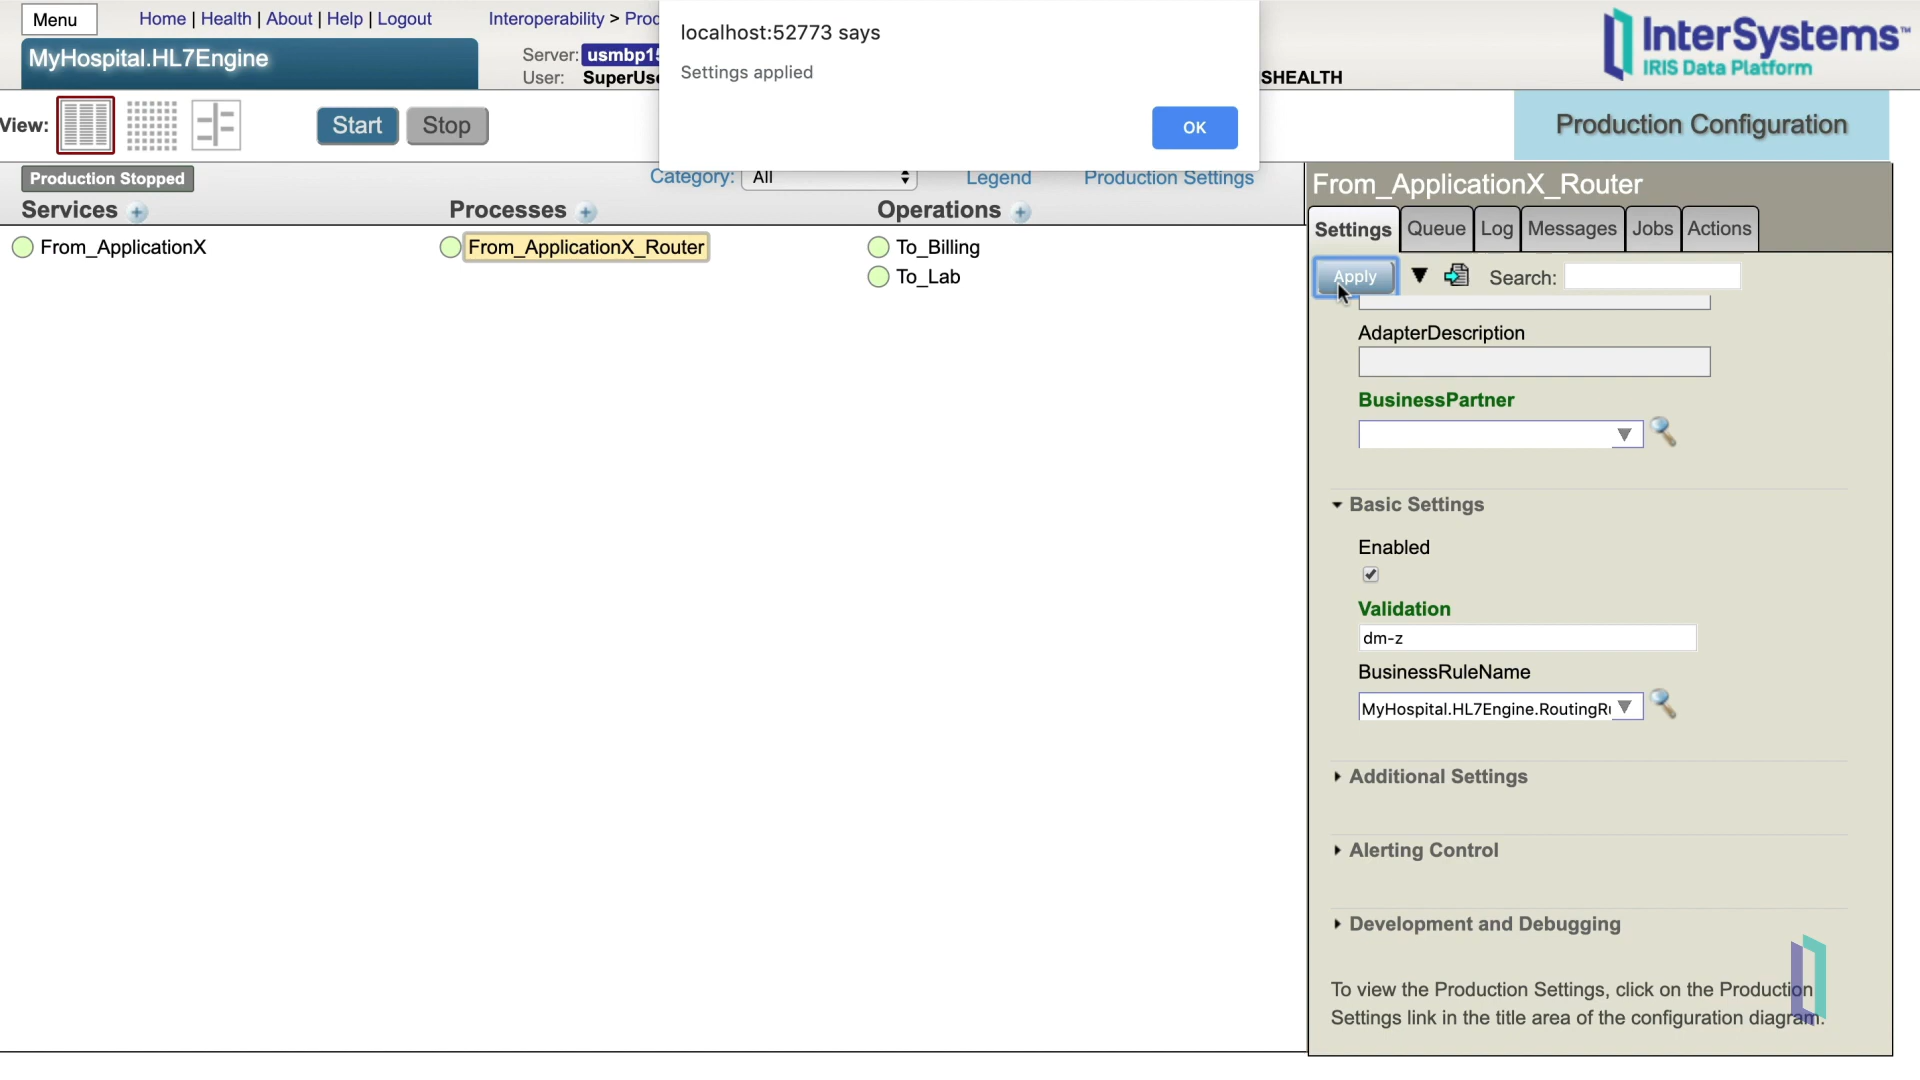 Menu
Home | Health | About | Help | Logout
Interoperability >
MyHospital.HL7Engine
Server:
User:
SHEALTH
localhost:52773 says
Settings applied
OK
InterSystems™
IRIS Data Platform
View:
Start
Stop
Production Configuration
Production Stopped
Category:
All
Legend
Production Settings
Services
Processes
Operations
From_ApplicationX
From_ApplicationX_Router
To_Billing
To_Lab
From_ApplicationX_Router
Settings
Queue
Log
Messages
Jobs
Actions
Apply
Search:
AdapterDescription
BusinessPartner
Basic Settings
Enabled
Validation
dm-z
BusinessRuleName
MyHospital.HL7Engine.RoutingR
Additional Settings
Alerting Control
Development and Debugging
To view the Production Settings, click on the Production
Settings link in the title area of the configuration diagram.